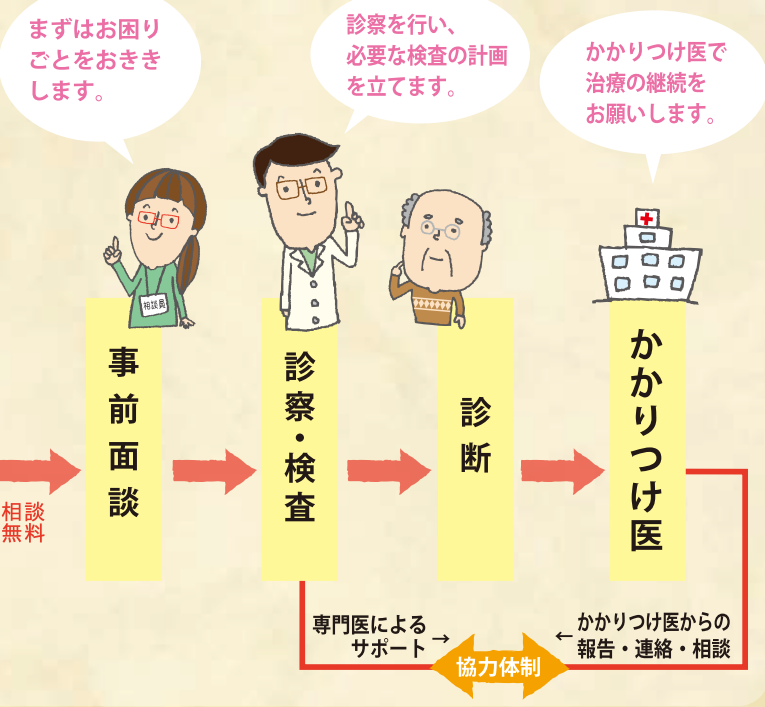 まずはお困り
ごとをおきき
します。
診察を行い、
必要な検査の計画
を立てます。
かかりつけ医で
治療の継続を
お願いします。
相談員
事前面談
診察・検査
診断
かかりつけ医
相談
無料
専門医による
サポート→
←かかりつけ医からの
報告・連絡・相談
協力体制